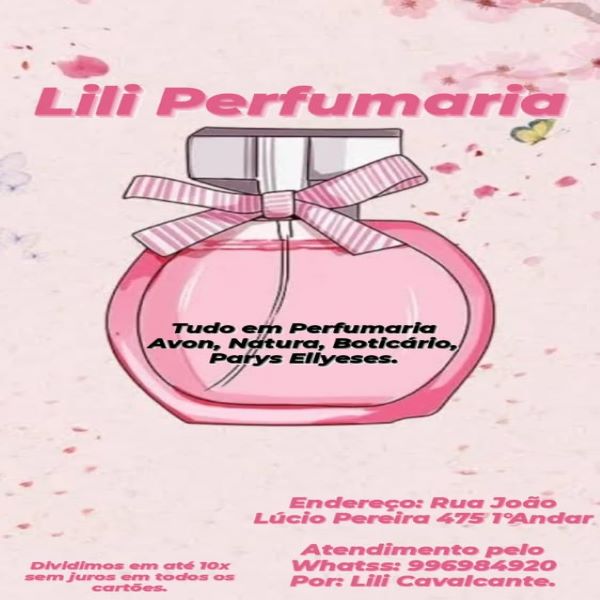 Lili Perfumaria
Tudo em Perfumaria
Avon, Natura, Boticário,
Parys Ellyeses.
Endereço: Rua João
Lúcio Pereira 475 1°Andar
Atendimento pelo
Whatss: 996984920
Por: Lili Cavalcante.
Dividimos em até 10x
sem juros em todos os
cartões.